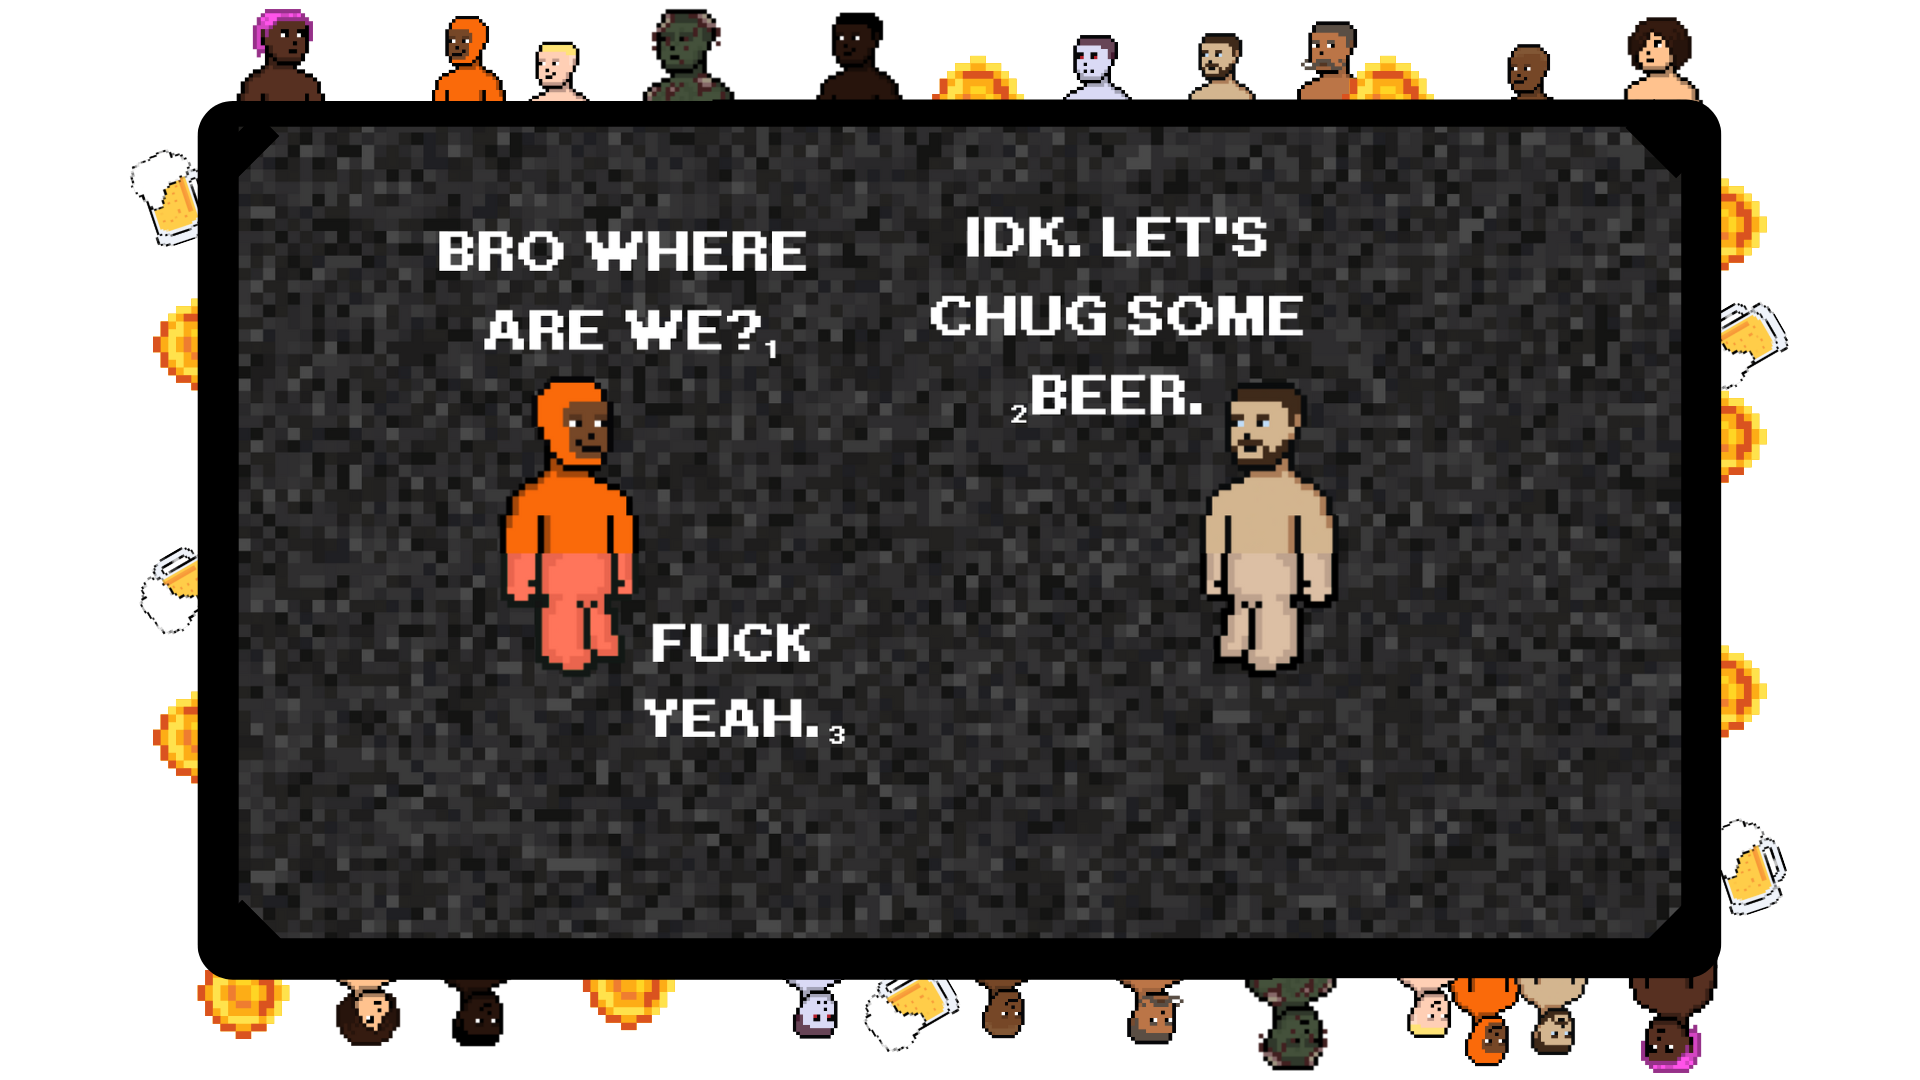 BRO WHERE
ARE WE?1
IDK. LET'S
CHUG SOME
2BEER.
FUCK
YEAH.3